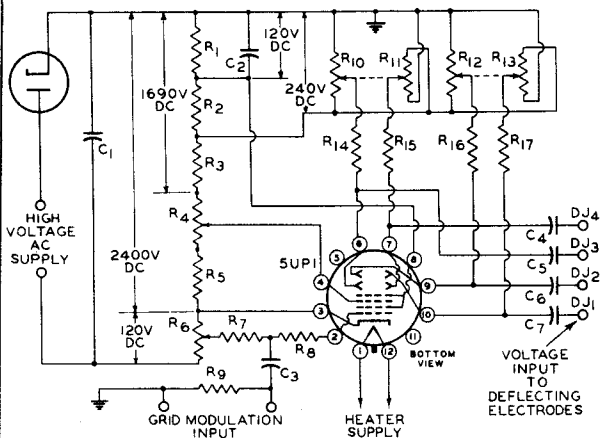 R1
C2
120V
DC
R10
R11
R12
R13
1690V
DC
240V
DC
R2
C1
R3
R14
R15
R16
R17
HIGH
VOLTAGE
AC
SUPPLY
R4
2400V
DC
R5
5UP1
6
7
5
8
4
9
3
10
2
11
1
12
BOTTOM
VIEW
C4
DJ4
C5
DJ3
C6
DJ2
C7
DJ1
120V
DC
R6
R7
R8
C3
R9
GRID MODULATION
INPUT
HEATER
SUPPLY
VOLTAGE
INPUT
TO
DEFLECTING
ELECTRODES